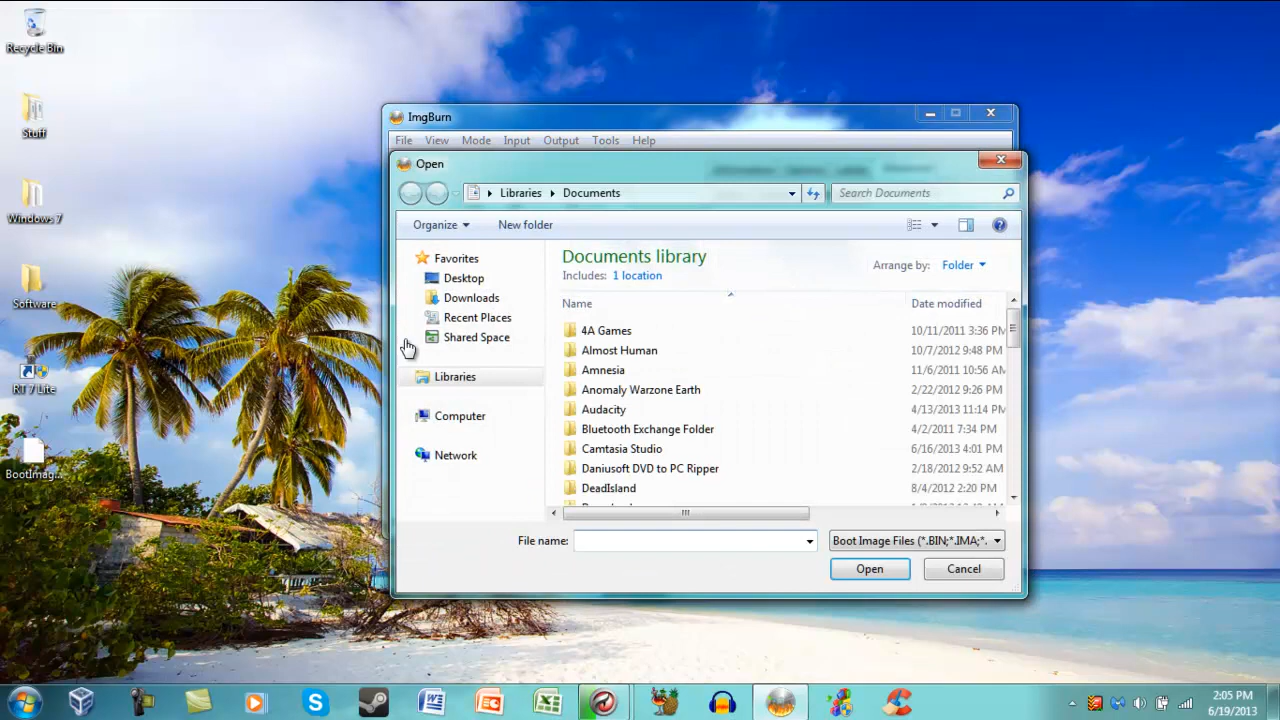 Recycle Bin
Stuff
Windows 7
Software
RT 7 Lite
BootImag...
ImgBurn
File View Mode Input Output Tools Help
Open
Libraries Documents
Search Documents
Organize New folder
Favorites
Desktop
Downloads
Recent Places
Shared Space
Libraries
Computer
Network
Documents library
Includes: 1 location
Arrange by: Folder
Name Date modified
4A Games 10/11/2011 3:36 PM
Almost Human 10/7/2012 9:48 PM
Amnesia 11/6/2011 10:56 AM
Anomaly Warzone Earth 2/22/2012 9:26 PM
Audacity 4/13/2013 11:14 PM
Bluetooth Exchange Folder 4/2/2011 7:34 PM
Camtasia Studio 6/16/2013 4:01 PM
Daniusoft DVD to PC Ripper 2/18/2012 9:52 AM
DeadIsland 8/4/2012 2:20 PM
File name:
Boot Image Files (*.BIN;*.IMA;*.
Open Cancel
2:05 PM
6/19/2013